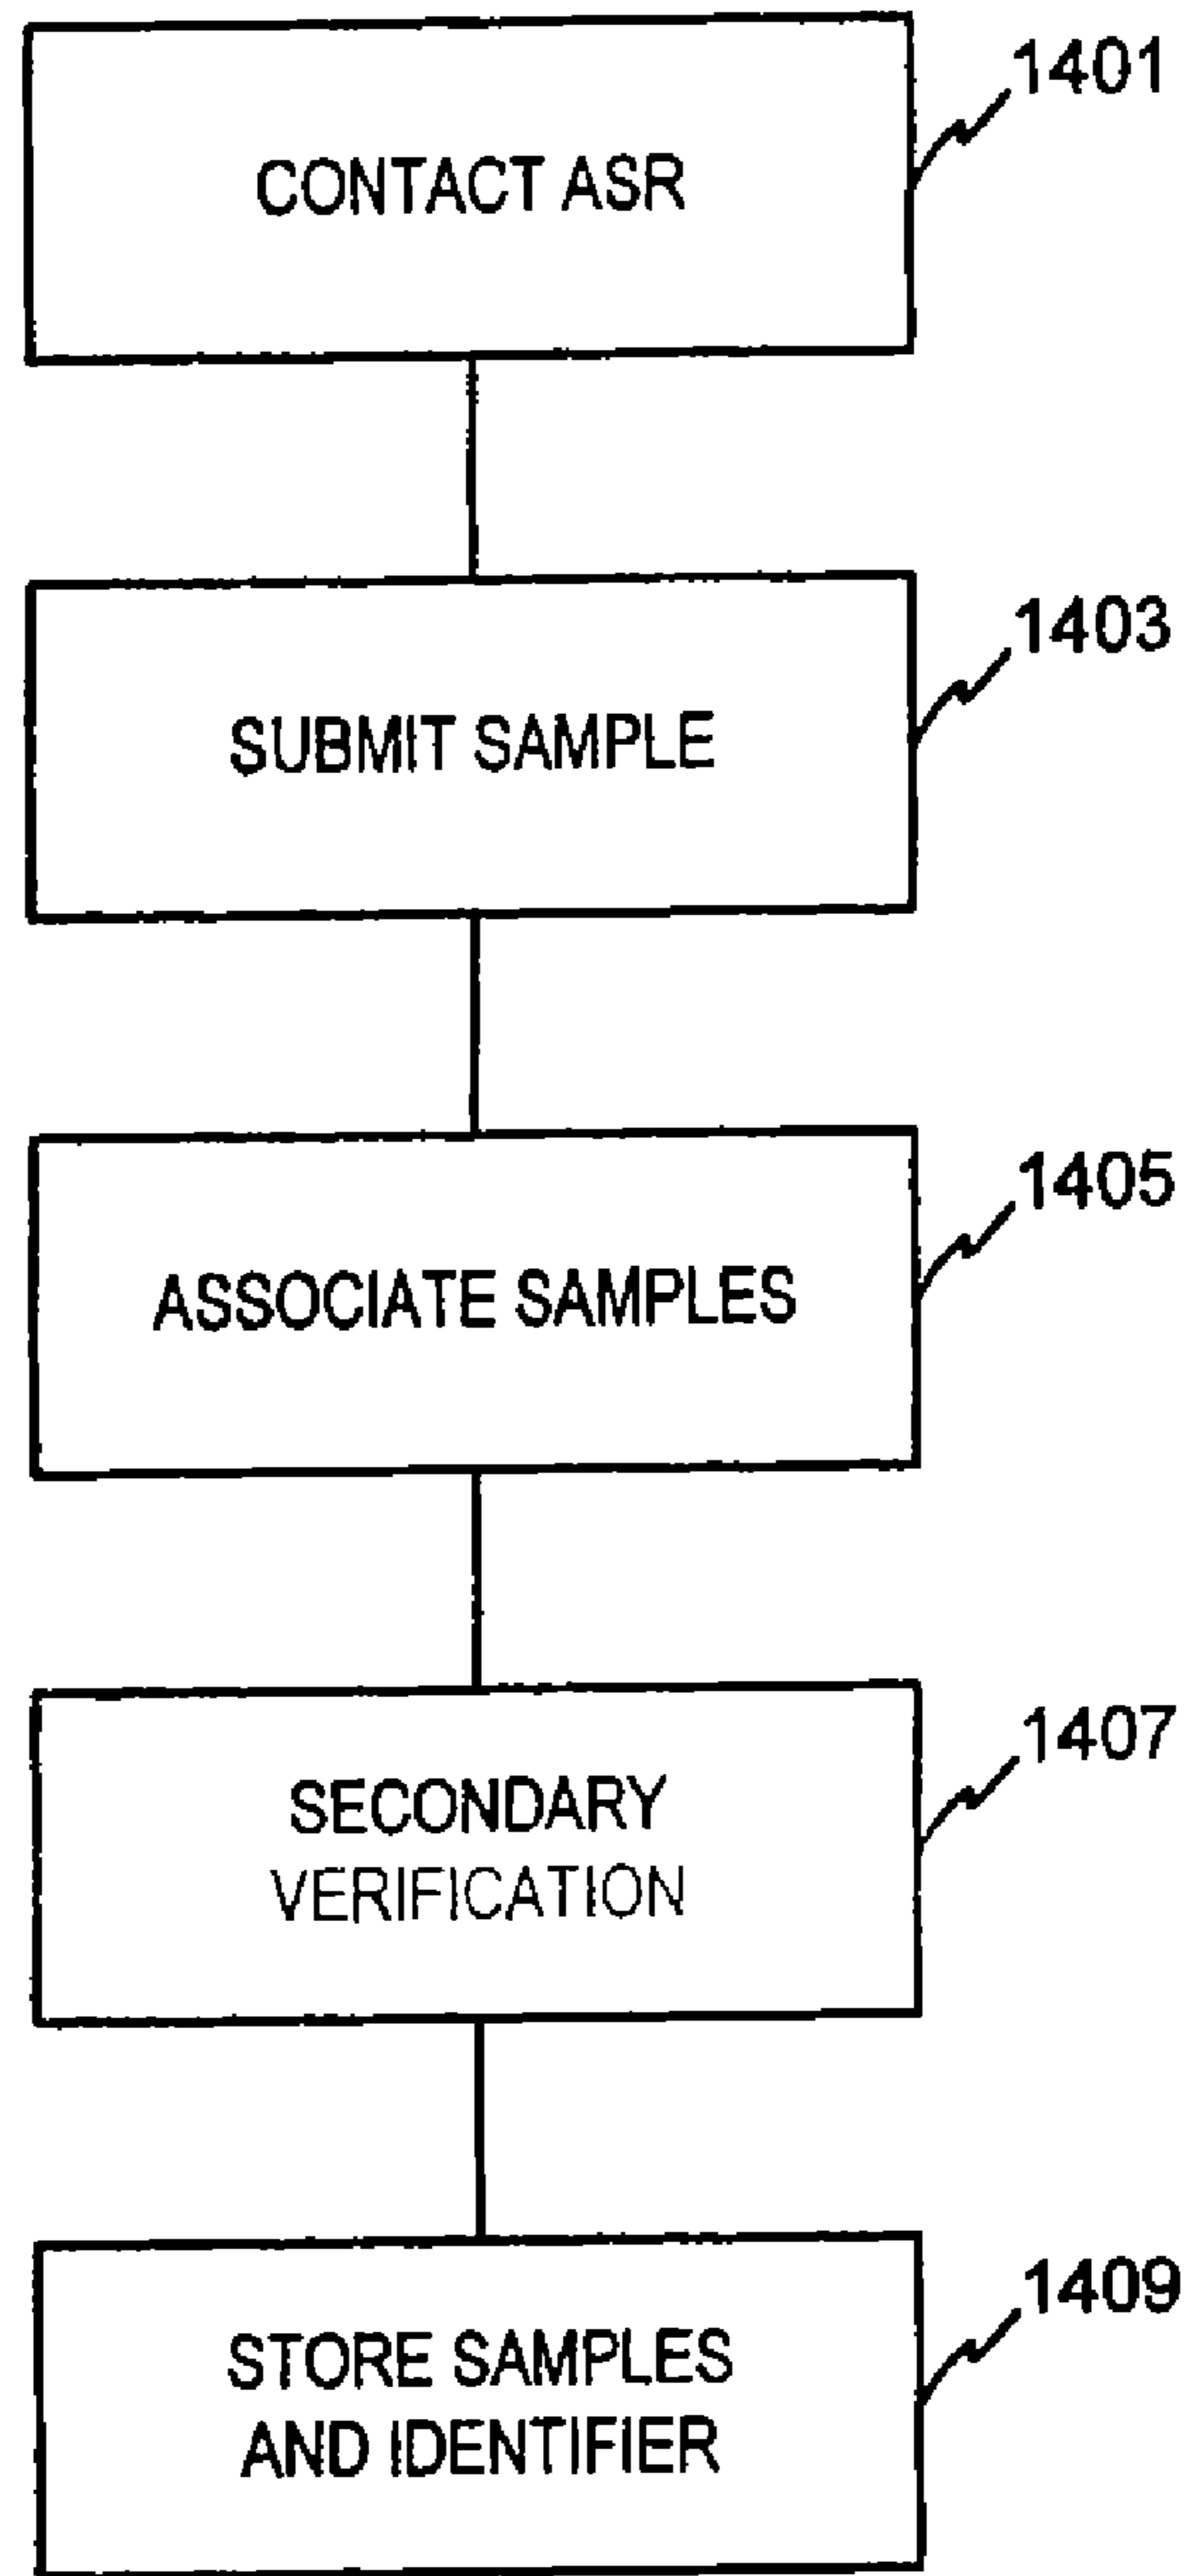 1401
CONTACT ASR
1403
SUBMIT SAMPLE
1405
ASSOCIATE SAMPLES
1407
SECONDARY
VERIFICATION
1409
STORE SAMPLES
AND IDENTIFIER